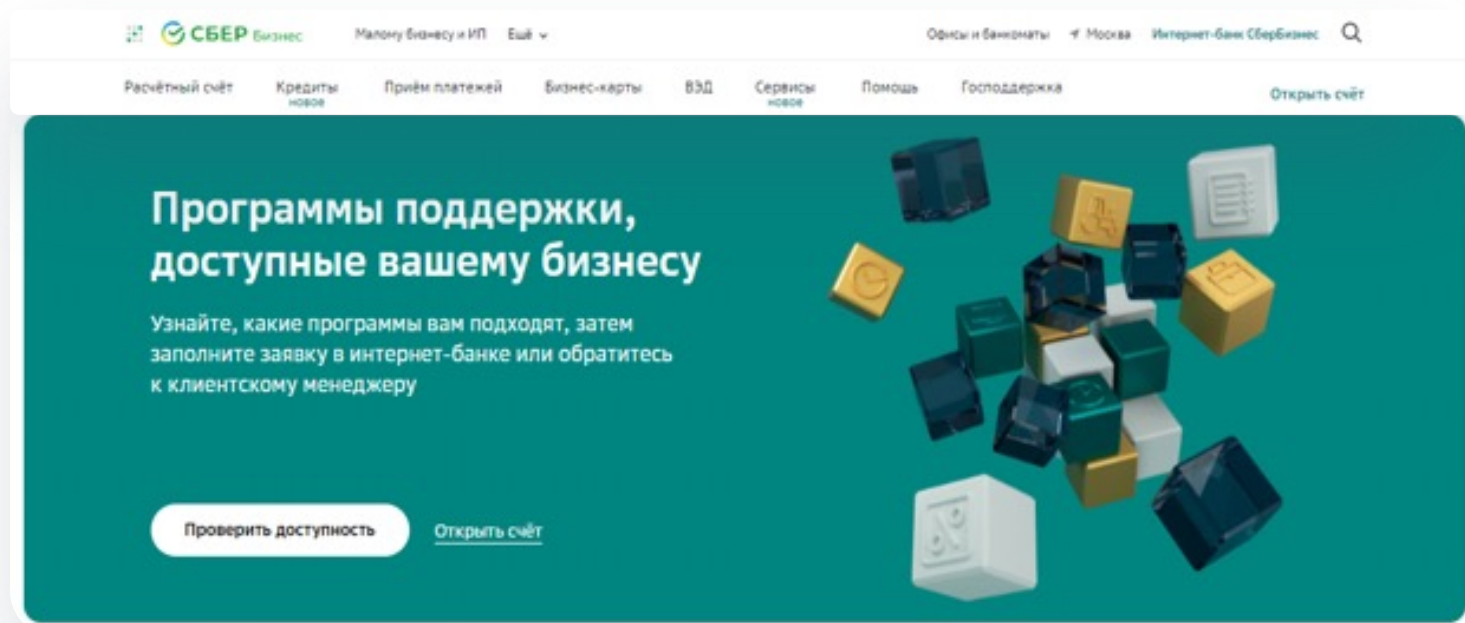 СБЕР Бизнес Малому бизнесу и ИП Ещё Офисы и банкоматы Москва Интернет-банк СберБизнес
Расчётный счёт Кредиты Приём платежей Бизнес-карты ВЭД Сервисы Помощь Господдержка Открыть счёт
новое новое
Программы поддержки,
доступные вашему бизнесу
Узнайте, какие программы вам подходят, затем
заполните заявку в интернет-банке или обратитесь
к клиентскому менеджеру
Проверить доступность Открыть счёт
%